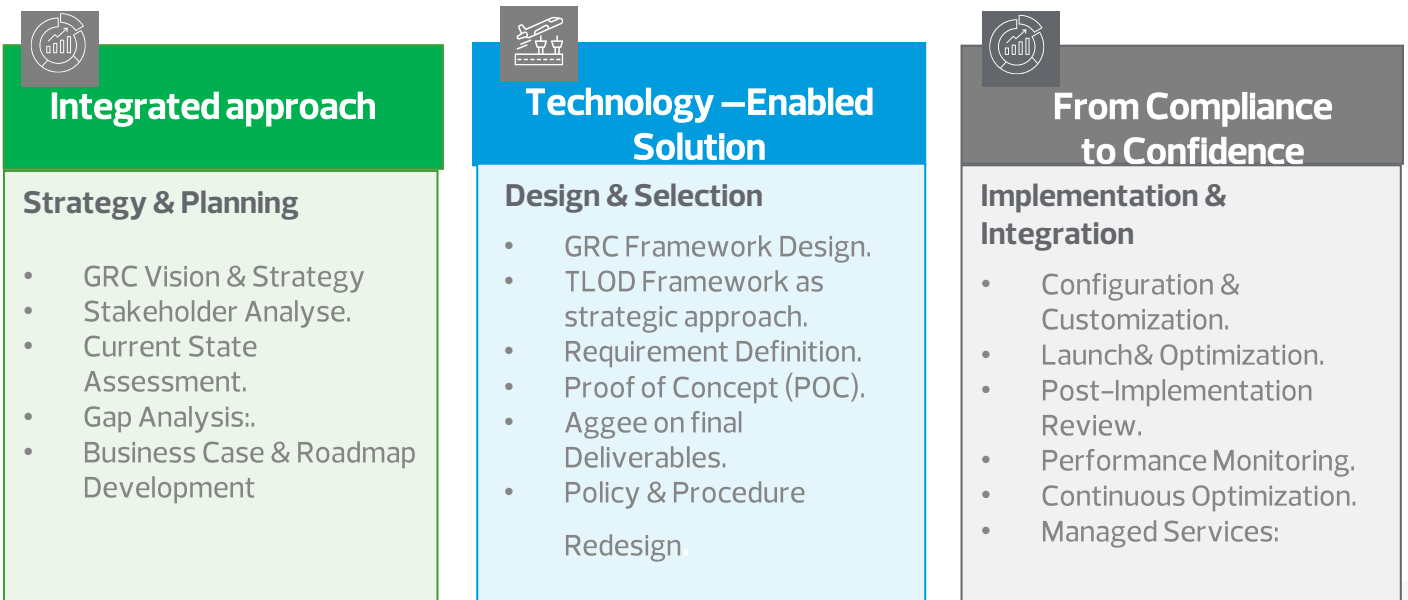 Integrated approach
Strategy & Planning
• GRC Vision & Strategy
• Stakeholder Analyse.
• Current State
Assessment.
• Gap Analysis:.
• Business Case & Roadmap
Development
Technology –Enabled
Solution
Design & Selection
• GRC Framework Design.
• TLOD Framework as
strategic approach.
• Requirement Definition.
• Proof of Concept (POC).
• Aggee on final
Deliverables.
• Policy & Procedure
Redesign.
From Compliance
to Confidence
Implementation &
Integration
• Configuration &
Customization.
• Launch& Optimization.
• Post-Implementation
Review.
• Performance Monitoring.
• Continuous Optimization.
• Managed Services: